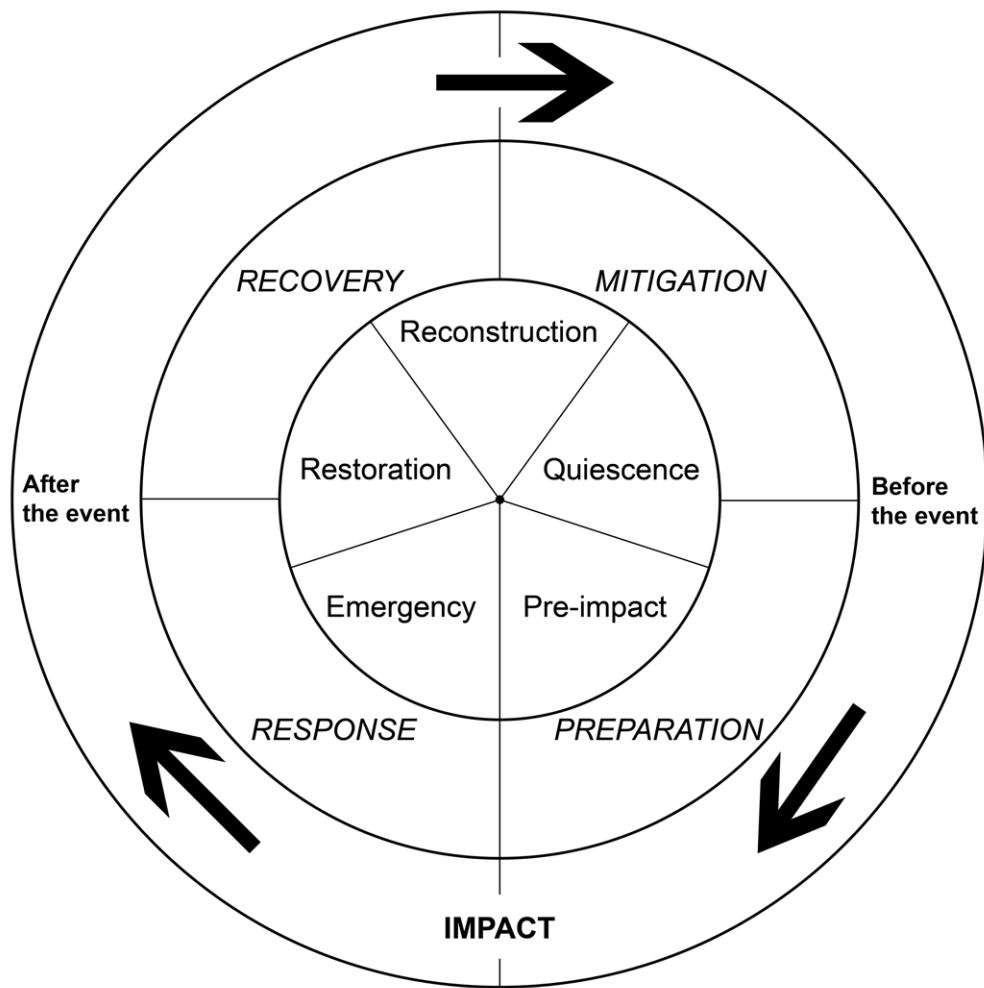 RECOVERY
MITIGATION
Reconstruction
After
the event
Restoration
Quiescence
Before
the event
Emergency
Pre-impact
RESPONSE
PREPARATION
IMPACT